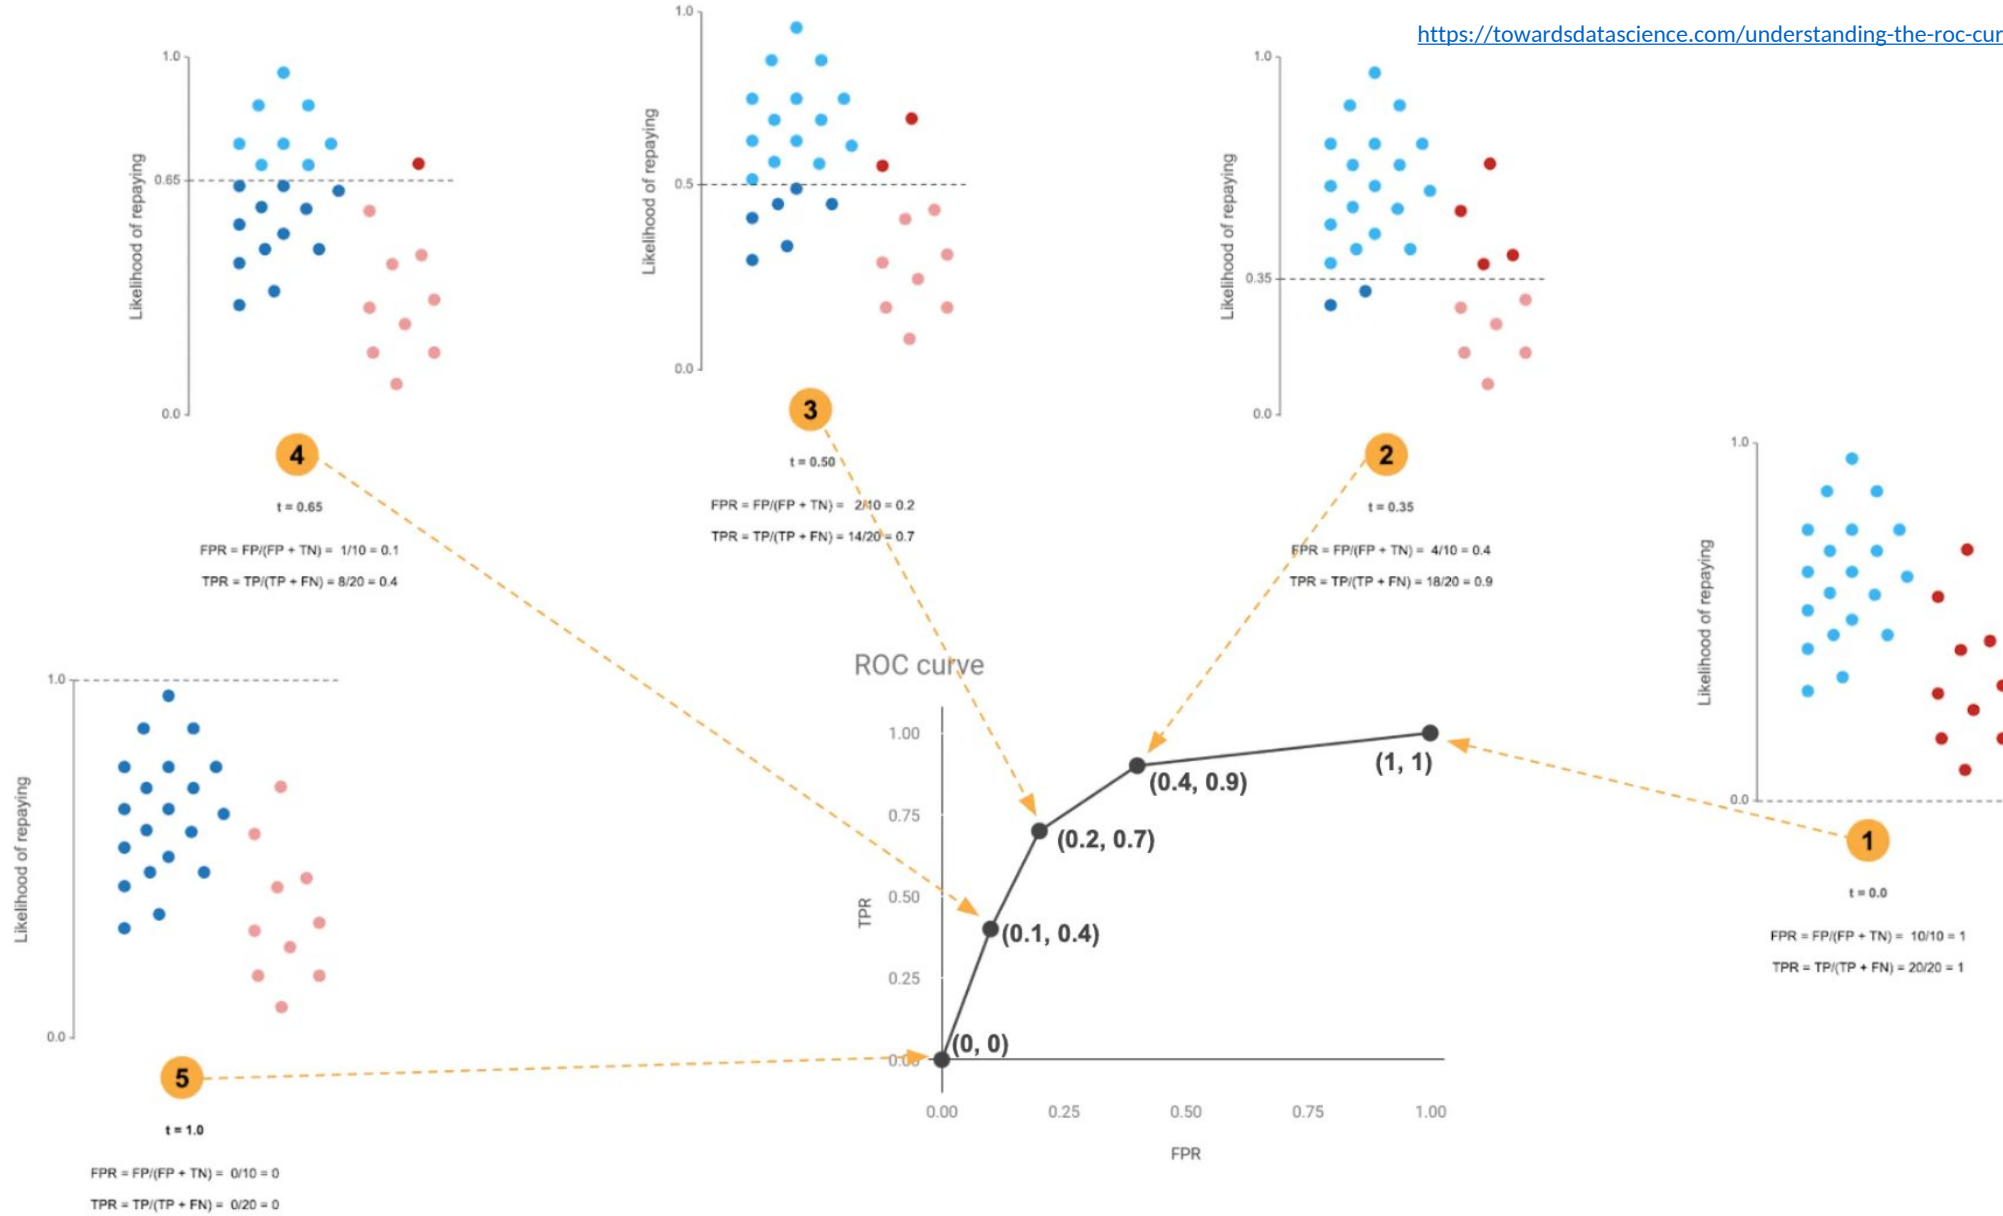 https://towardsdatascience.com/understanding-the-roc-cur
1.0
0.65
0.0
Likelihood of repaying
4
t = 0.65
FPR = FP/(FP + TN) = 1/10 = 0.1
TPR = TP/(TP + FN) = 8/20 = 0.4
1.0
0.5
0.0
Likelihood of repaying
3
t = 0.50
FPR = FP/(FP + TN) = 2/10 = 0.2
TPR = TP/(TP + FN) = 14/20 = 0.7
1.0
0.35
0.0
Likelihood of repaying
2
t = 0.35
FPR = FP/(FP + TN) = 4/10 = 0.4
TPR = TP/(TP + FN) = 18/20 = 0.9
1.0
0.0
Likelihood of repaying
1
t = 0.0
FPR = FP/(FP + TN) = 10/10 = 1
TPR = TP/(TP + FN) = 20/20 = 1
1.0
0.0
Likelihood of repaying
5
t = 1.0
FPR = FP/(FP + TN) = 0/10 = 0
TPR = TP/(TP + FN) = 0/20 = 0
ROC curve
1.00
0.75
0.50
0.25
0.00
TPR
(1, 1)
(0.4, 0.9)
(0.2, 0.7)
(0.1, 0.4)
(0, 0)
0.00 0.25 0.50 0.75 1.00
FPR